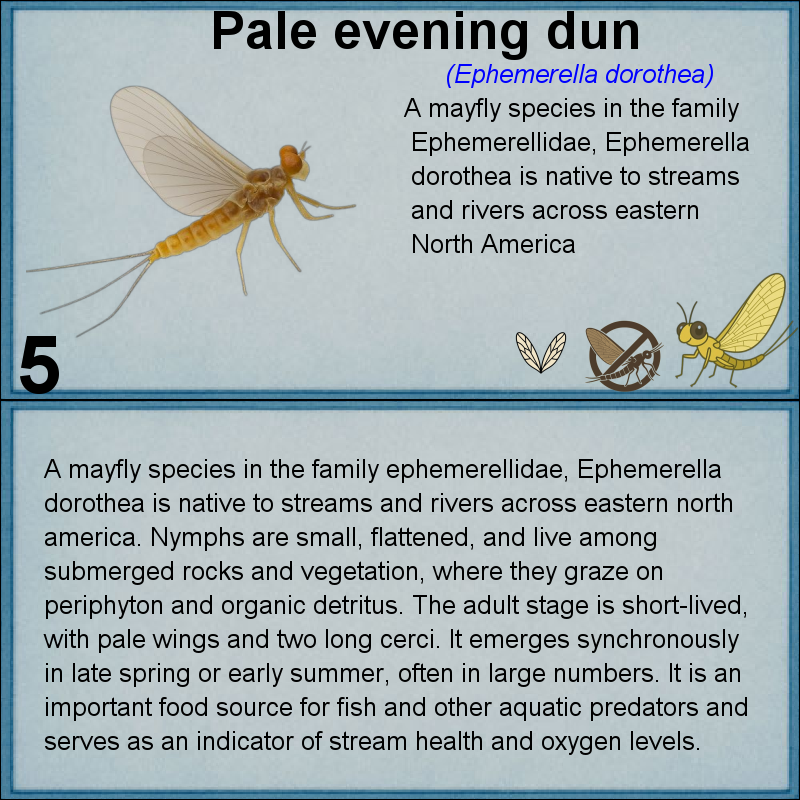 Pale evening dun
(Ephemerella dorothea)
A mayfly species in the family
Ephemerellidae, Ephemerella
dorothea is native to streams
and rivers across eastern
North America
5
A mayfly species in the family ephemerellidae, Ephemerella
dorothea is native to streams and rivers across eastern north
america. Nymphs are small, flattened, and live among
submerged rocks and vegetation, where they graze on
periphyton and organic detritus. The adult stage is short-lived,
with pale wings and two long cerci. It emerges synchronously
in late spring or early summer, often in large numbers. It is an
important food source for fish and other aquatic predators and
serves as an indicator of stream health and oxygen levels.